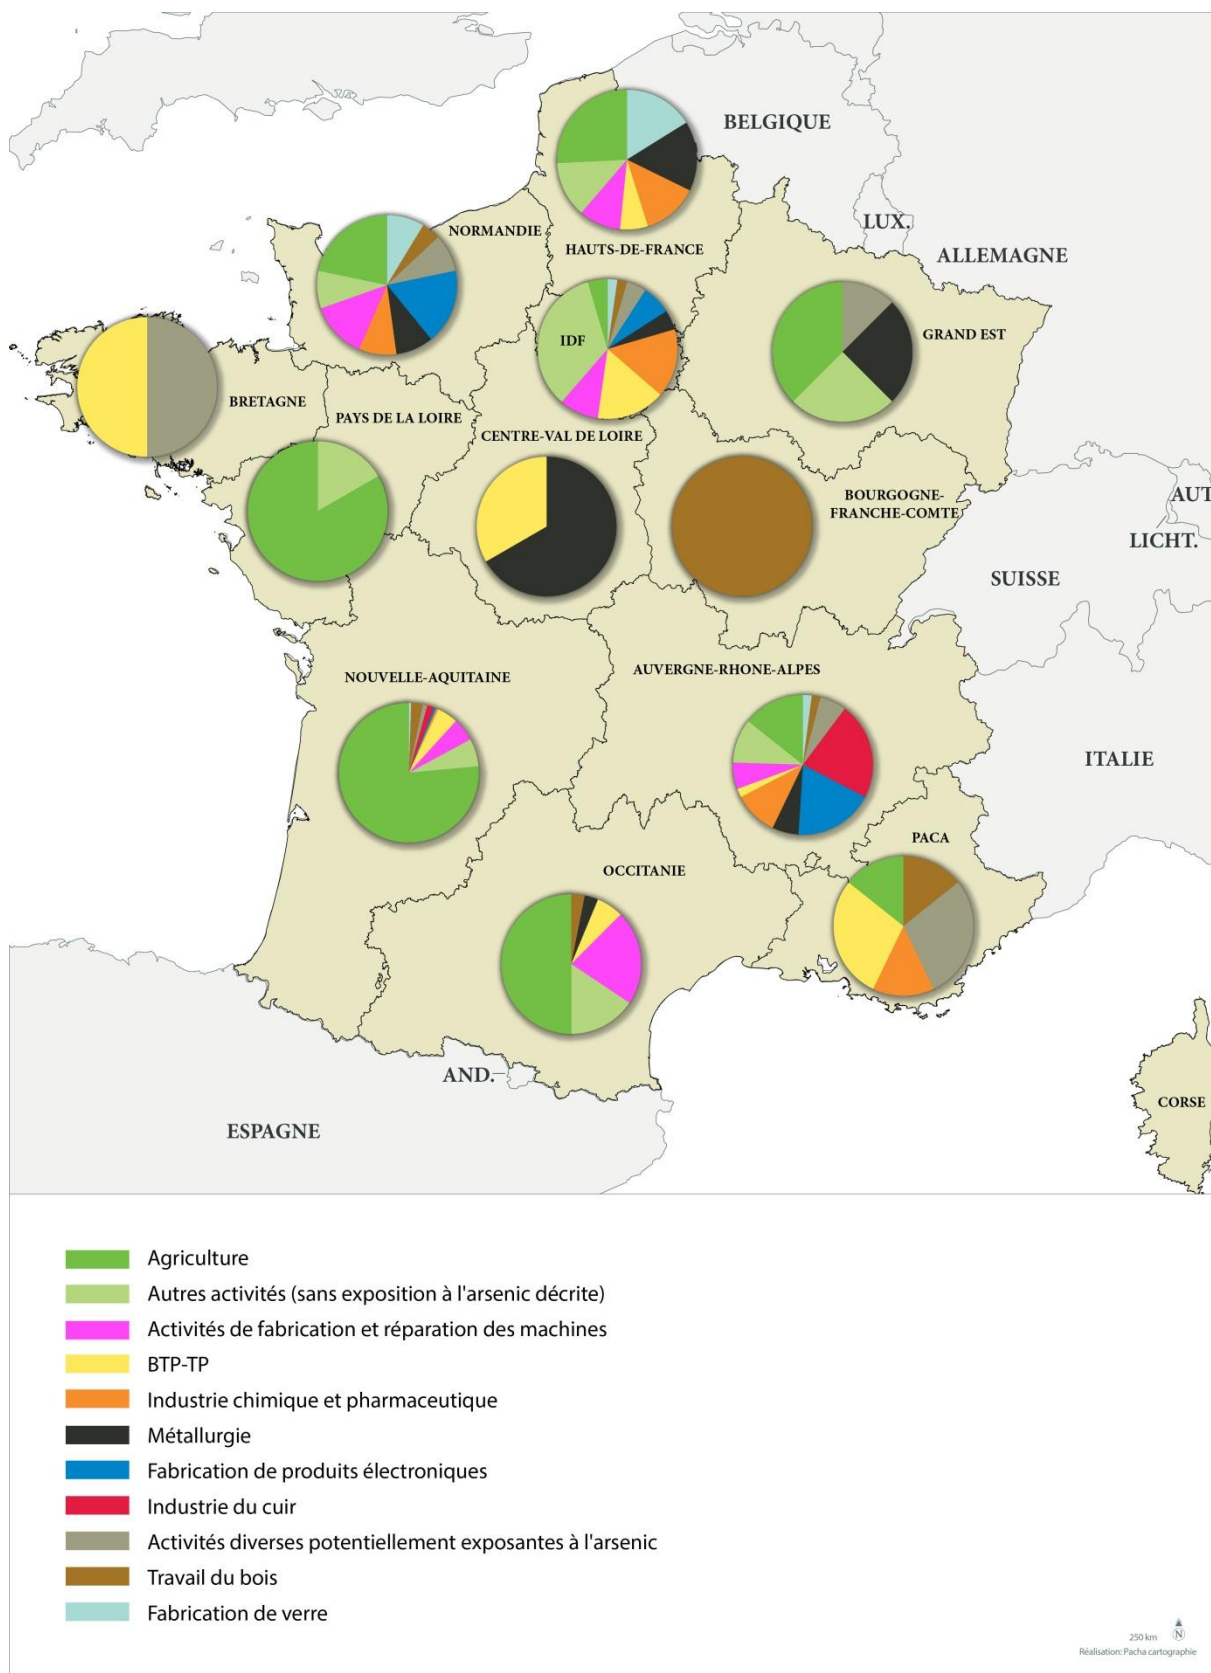 BELGIQUE
NORMANDIE
LUX.
HAUTS-DE-FRANCE
ALLEMAGNE
IDF
GRAND EST
BRETAGNE
PAYS DE LA LOIRE
CENTRE-VAL DE LOIRE
BOURGOGNE-
FRANCHE-COMTE
AUT
LICHT.
SUISSE
NOUVELLE-AQUITAINE
AUVERGNE-RHONE-ALPES
ITALIE
PACA
OCCITANIE
AND.
CORSE
ESPAGNE
Agriculture
Autres activités (sans exposition à l'arsenic décrite)
Activités de fabrication et réparation des machines
BTP-TP
Industrie chimique et pharmaceutique
Métallurgie
Fabrication de produits électroniques
Industrie du cuir
Activités diverses potentiellement exposantes à l'arsenic
Travail du bois
Fabrication de verre
250 km
N
Réalisation: Pacha cartographie